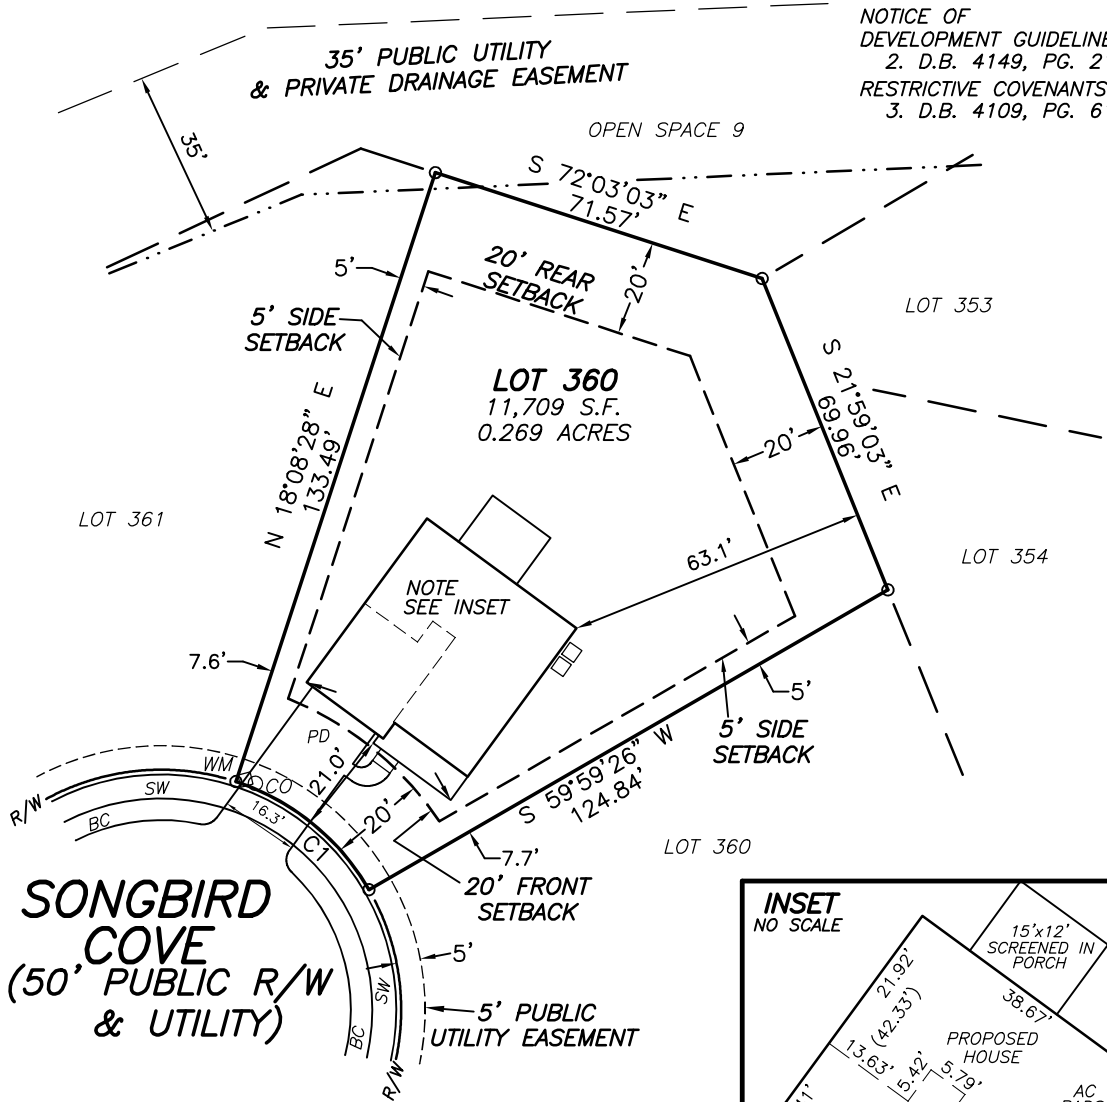 NOTICE OF
DEVELOPMENT GUIDELINE
2. D.B. 4149, PG. 2
RESTRICTIVE COVENANTS
3. D.B. 4109, PG. 6
35' PUBLIC UTILITY
& PRIVATE DRAINAGE EASEMENT
35'
OPEN SPACE 9
S 72°03'03" E
71.57'
20' REAR
SETBACK
20'
5'
5' SIDE
SETBACK
LOT 353
LOT 360
11,709 S.F.
0.269 ACRES
S 21°59'03" E
69.96'
20'
N 18°08'28" E
133.49'
LOT 361
63.1'
LOT 354
NOTE
SEE INSET
7.6'
5'
5' SIDE
SETBACK
S 59°59'26" W
124.84'
PD
21.0'
20'
WM
CO
SW
BC
R/W
16.3'
C1
7.7'
LOT 360
20' FRONT
SETBACK
SONGBIRD
COVE
(50' PUBLIC R/W
& UTILITY)
5'
SW
BC
R/W
5' PUBLIC
UTILITY EASEMENT
INSET
NO SCALE
15'x12'
SCREENED IN
PORCH
21.92'
(42.33')
38.67'
PROPOSED
HOUSE
13.63'
5.42'
5.79'
AC